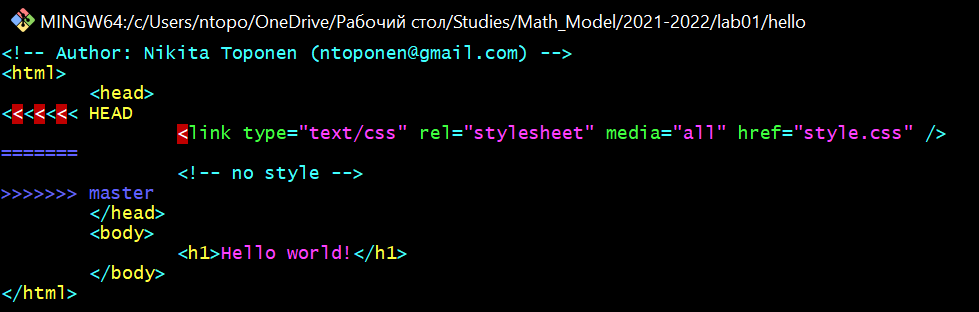 MINGW64:/c/Users/ntopo/OneDrive/Рабочий стол/Studies/Math_Model/2021-2022/lab01/hello
<!-- Author: Nikita Toponen (ntoponen@gmail.com) -->
<html>
<head>
<<<<<<< HEAD
<link type="text/css" rel="stylesheet" media="all" href="style.css" />
=======
<!-- no style -->
>>>>>>> master
</head>
<body>
<h1>Hello world!</h1>
</body>
</html>